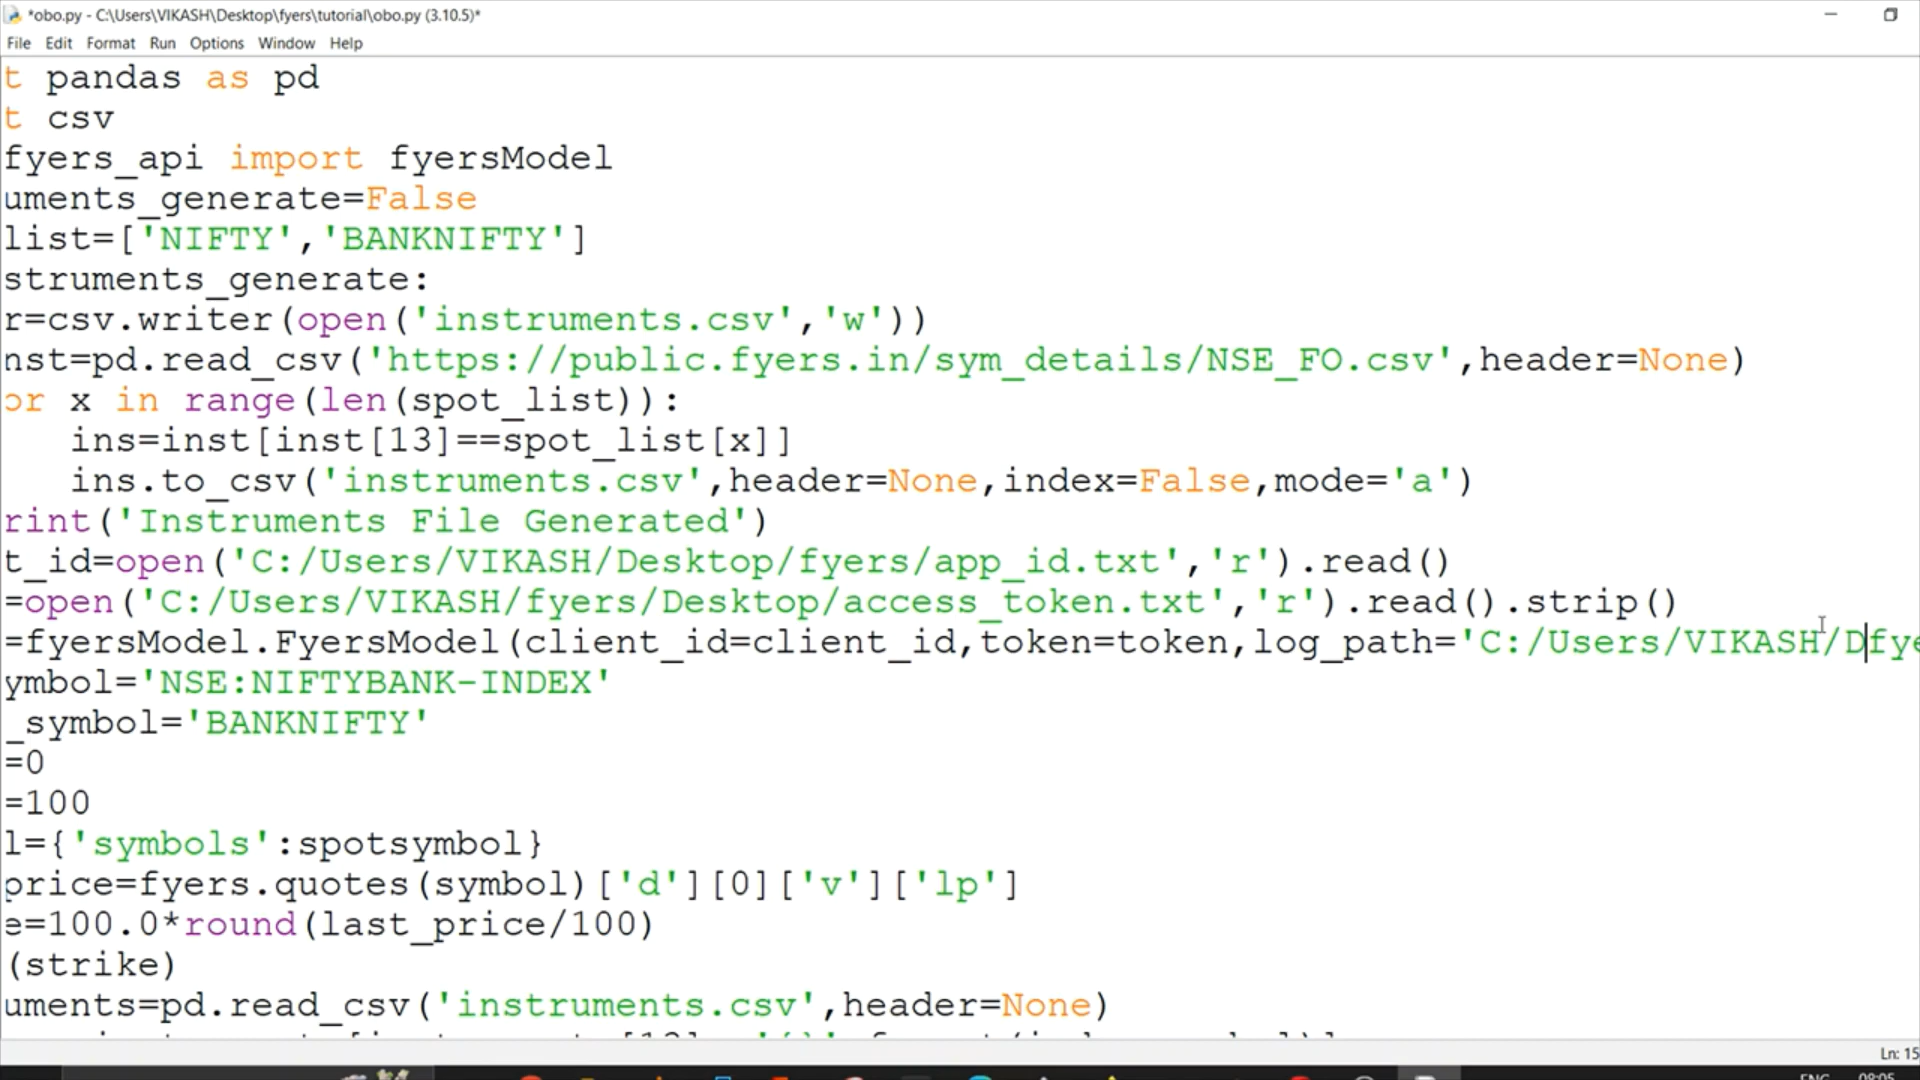 *obo.py - C:\Users\VIKASH\Desktop\fyers\tutorial\obo.py (3.10.5)*
File Edit Format Run Options Window Help
t pandas as pd
t csv
fyers_api import fyersModel
uments_generate=False
list=['NIFTY','BANKNIFTY']
struments_generate:
r=csv.writer(open('instruments.csv','w'))
nst=pd.read_csv('https://public.fyers.in/sym_details/NSE_FO.csv',header=None)
or x in range(len(spot_list)):
ins=inst[inst[13]==spot_list[x]]
ins.to_csv('instruments.csv',header=None,index=False,mode='a')
rint('Instruments File Generated')
t_id=open('C:/Users/VIKASH/Desktop/fyers/app_id.txt','r').read()
=open('C:/Users/VIKASH/fyers/Desktop/access_token.txt','r').read().strip()
=fyersModel.FyersModel(client_id=client_id,token=token,log_path='C:/Users/VIKASH/Dfye
ymbol='NSE:NIFTYBANK-INDEX'
_symbol='BANKNIFTY'
=0
=100
l={'symbols':spotsymbol}
price=fyers.quotes(symbol)['d'][0]['v']['lp']
e=100.0*round(last_price/100)
(strike)
uments=pd.read_csv('instruments.csv',header=None)
Ln: 15